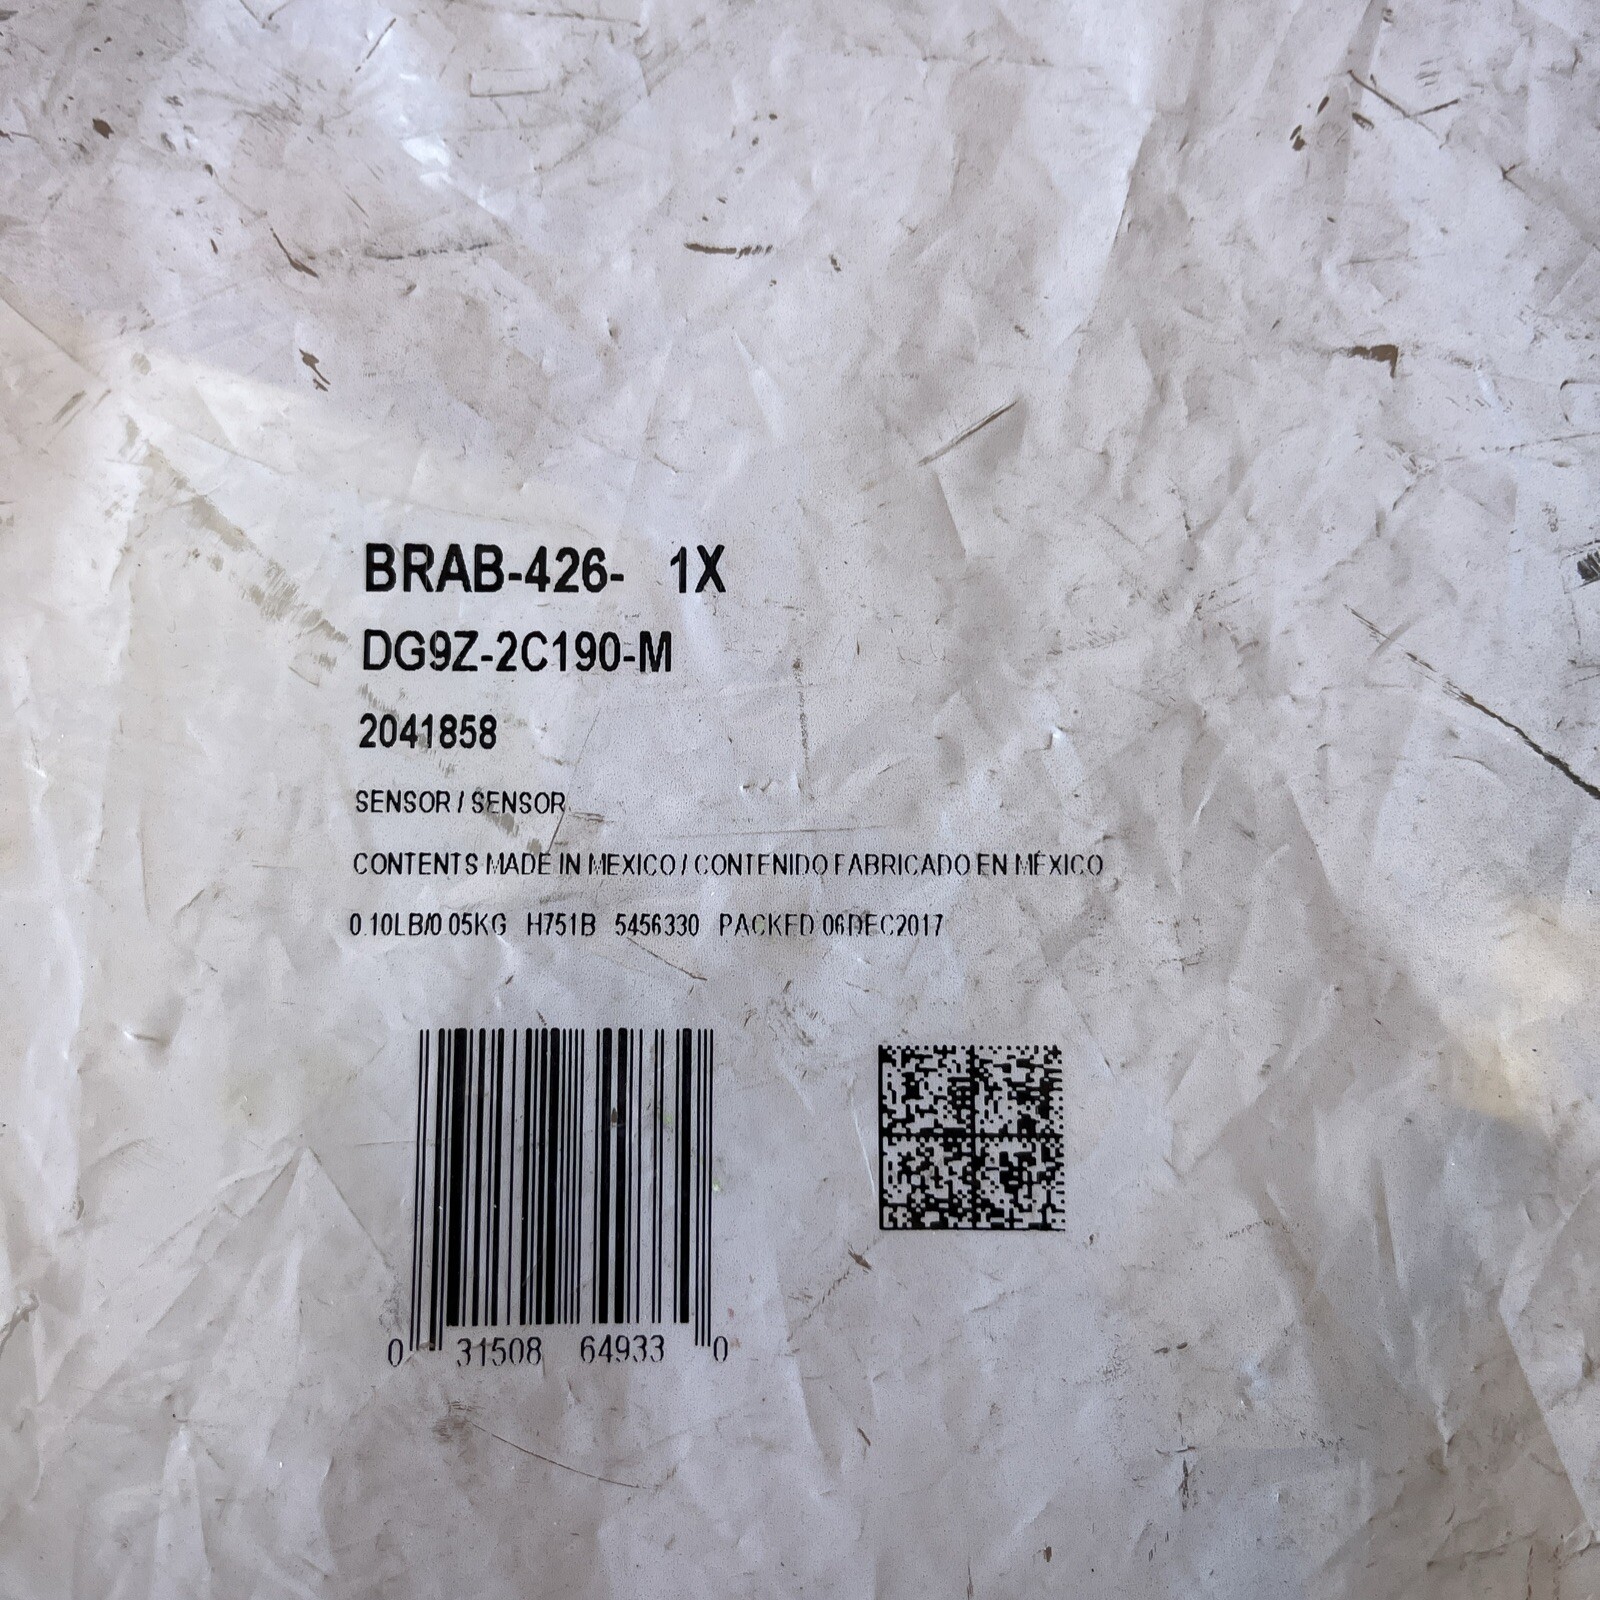 BRAB-426- 1X
DG9Z-2C190-M
2041858
SENSOR / SENSOR
CONTENTS MADE IN MEXICO / CONTENIDO FABRICADO EN MÉXICO
0.10LB/0.05KG H751B 5456330 PACKED 06DEC2017
0 31508 64933 0